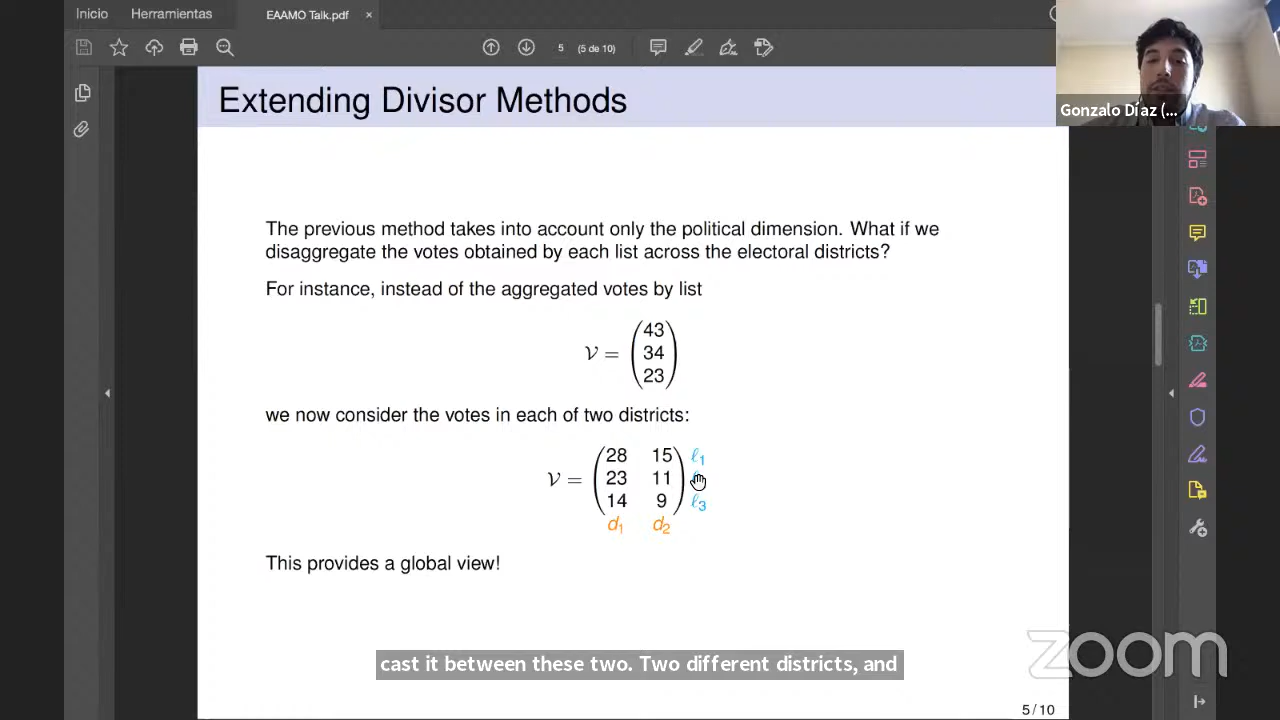 Inicio
Herramientas
EAAMO Talk.pdf
×
5
(5 de 10)
Gonzalo Díaz (...
Extending Divisor Methods
The previous method takes into account only the political dimension. What if we
disaggregate the votes obtained by each list across the electoral districts?
For instance, instead of the aggregated votes by list
43
𝒱 = 34
23
we now consider the votes in each of two districts:
28 15 ℓ1
𝒱 = 23 11
14 9 ℓ3
d1 d2
This provides a global view!
cast it between these two. Two different districts, and
zoom
5 / 10